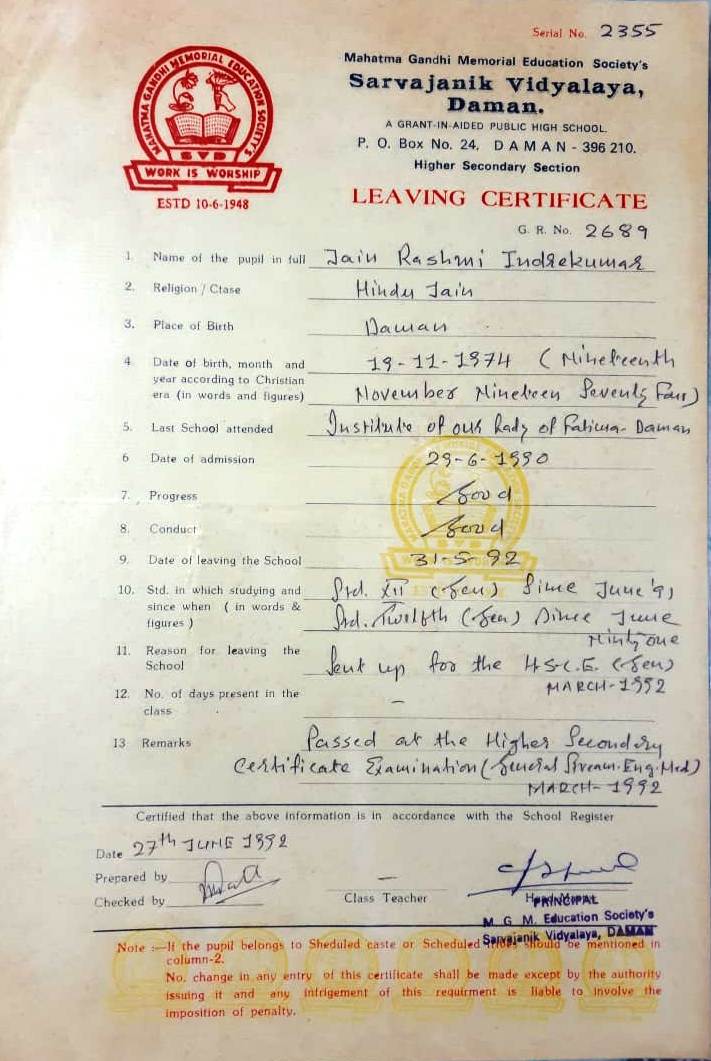 Serial No. 2355
MAHATMA GANDHI MEMORIAL EDUCATION SOCIETY'S
SVD
WORK IS WORSHIP
ESTD 10-6-1948
Mahatma Gandhi Memorial Education Society's
Sarvajanik Vidyalaya,
Daman.
A GRANT-IN-AIDED PUBLIC HIGH SCHOOL.
P. O. Box No. 24, DAMAN - 396 210.
Higher Secondary Section
LEAVING CERTIFICATE
G. R. No. 2689
1. Name of the pupil in full Jain Rashmi Indrekumar
2. Religion / Ctase Hindu Jain
3. Place of Birth Daman
4. Date of birth, month and 19-11-1974 (Nineteenth
year according to Christian
era (in words and figures) November Nineteen Seventy Four)
5. Last School attended Institute of our Lady of Fatima-Daman
6 Date of admission 29-6-1990
7. Progress Good
8. Conduct Good
9. Date of leaving the School 31-5-92
10. Std. in which studying and Std. XII (Gen) Since June '91
since when (in words & Std. Twelfth (Gen) Since June
figures) Ninty one
11. Reason for leaving the
School Sent up for the H.S.C.E. (Gen)
MARCH-1992
12. No. of days present in the –
class
13 Remarks Passed at the Higher Secondary
Certificate Examination (General Stream. Eng. Med)
MARCH-1992
Certified that the above information is in accordance with the School Register
Date 27th JUNE 1992
Prepared by
Checked by
– Class Teacher
PRINCIPAL
M. G. M. Education Society's
Sarvajanik Vidyalaya, DAMAN
Note :—If the pupil belongs to Sheduled caste or Scheduled tribes should be mentioned in
column-2.
No. change in any entry of this certificate shall be made except by the authority
issuing it and any infrigement of this requirment is liable to involve the
imposition of penalty.